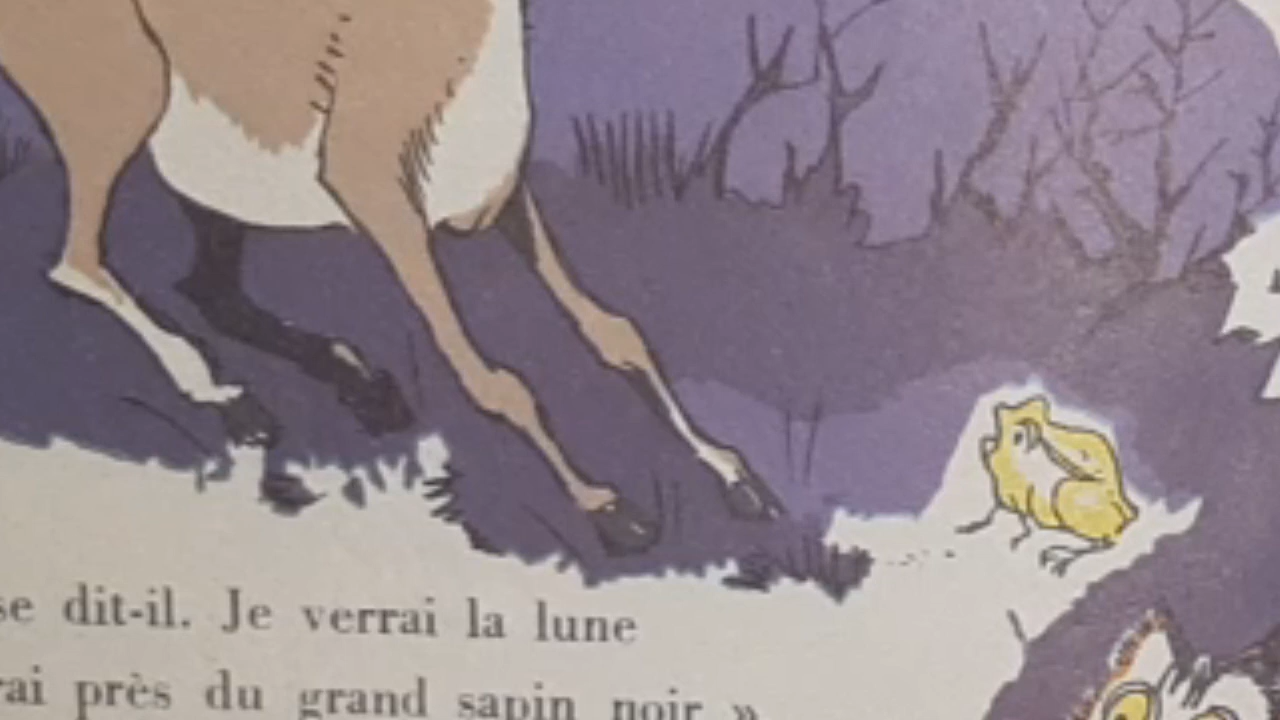 se dit-il. Je verrai la lune
rai près du grand sapin noir »